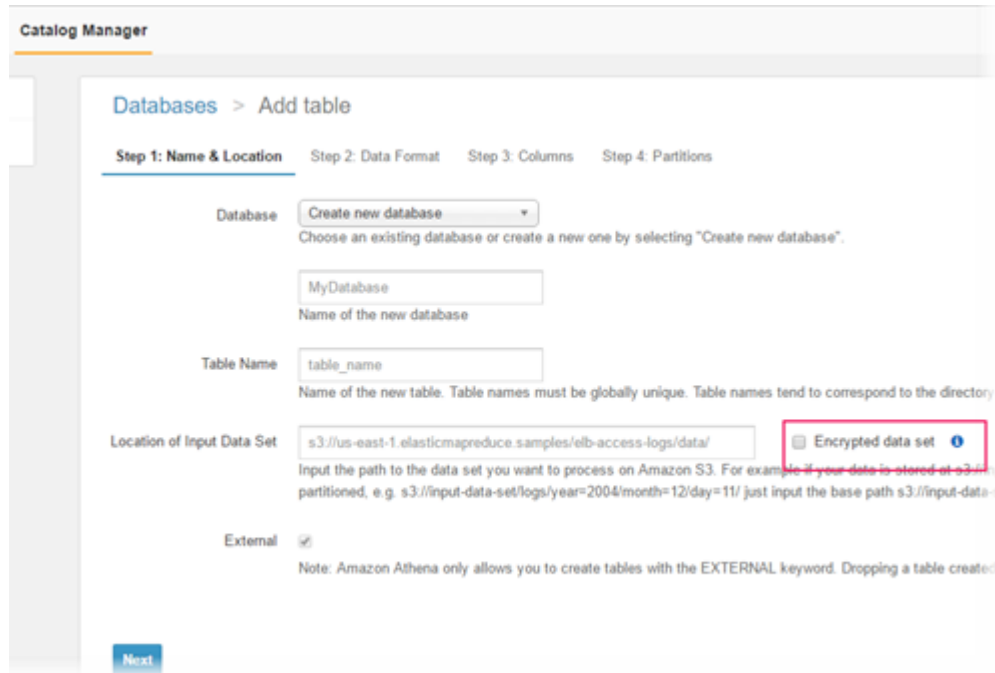 Catalog Manager
Databases > Add table
Step 1: Name & Location Step 2: Data Format Step 3: Columns Step 4: Partitions
Database Create new database
Choose an existing database or create a new one by selecting "Create new database".
MyDatabase
Name of the new database
Table Name table_name
Name of the new table. Table names must be globally unique. Table names tend to correspond to the directory
Location of Input Data Set s3://us-east-1.elasticmapreduce.samples/elb-access-logs/data/ Encrypted data set
Input the path to the data set you want to process on Amazon S3. For example if your data is stored at s3://in
partitioned, e.g. s3://input-data-set/logs/year=2004/month=12/day=11/ just input the base path s3://input-data-
External
Note: Amazon Athena only allows you to create tables with the EXTERNAL keyword. Dropping a table created
Next